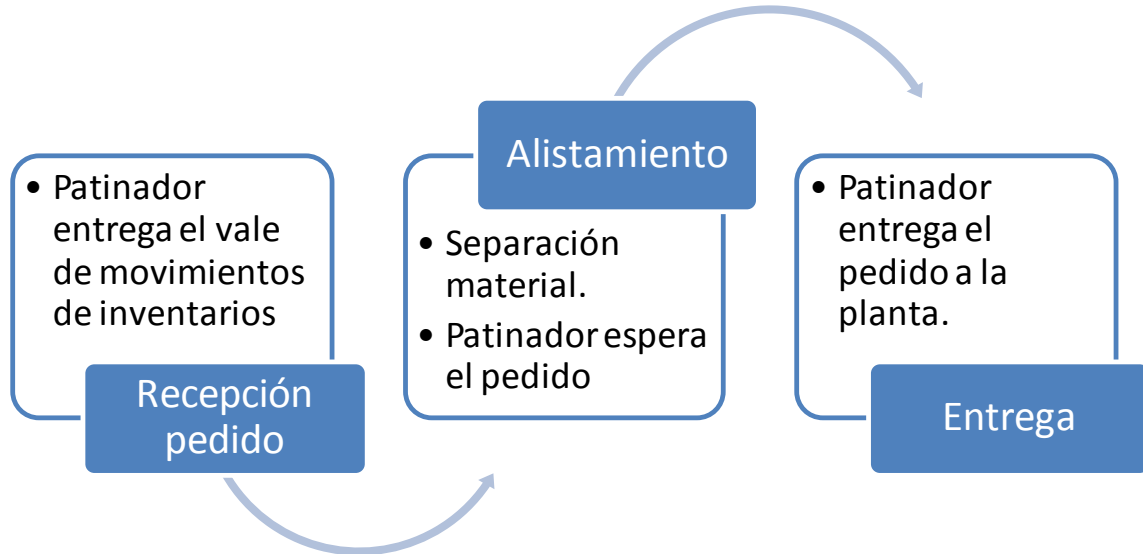 • Patinador
entrega el vale
de movimientos
de inventarios
Recepción
pedido
Alistamiento
• Separación
material.
• Patinador espera
el pedido
• Patinador
entrega el
pedido a la
planta.
Entrega